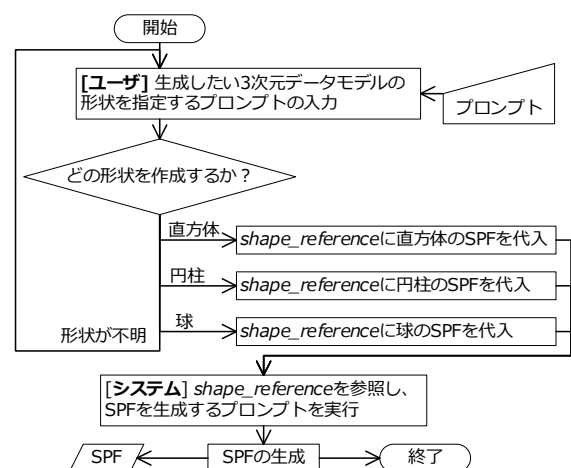 開始
[ユーザ] 生成したい3次元データモデルの
形状を指定するプロンプトの入力
プロンプト
どの形状を作成するか？
直方体
shape_referenceに直方体のSPFを代入
円柱
shape_referenceに円柱のSPFを代入
球
shape_referenceに球のSPFを代入
形状が不明
[システム] shape_referenceを参照し、
SPFを生成するプロンプトを実行
SPF
SPFの生成
終了